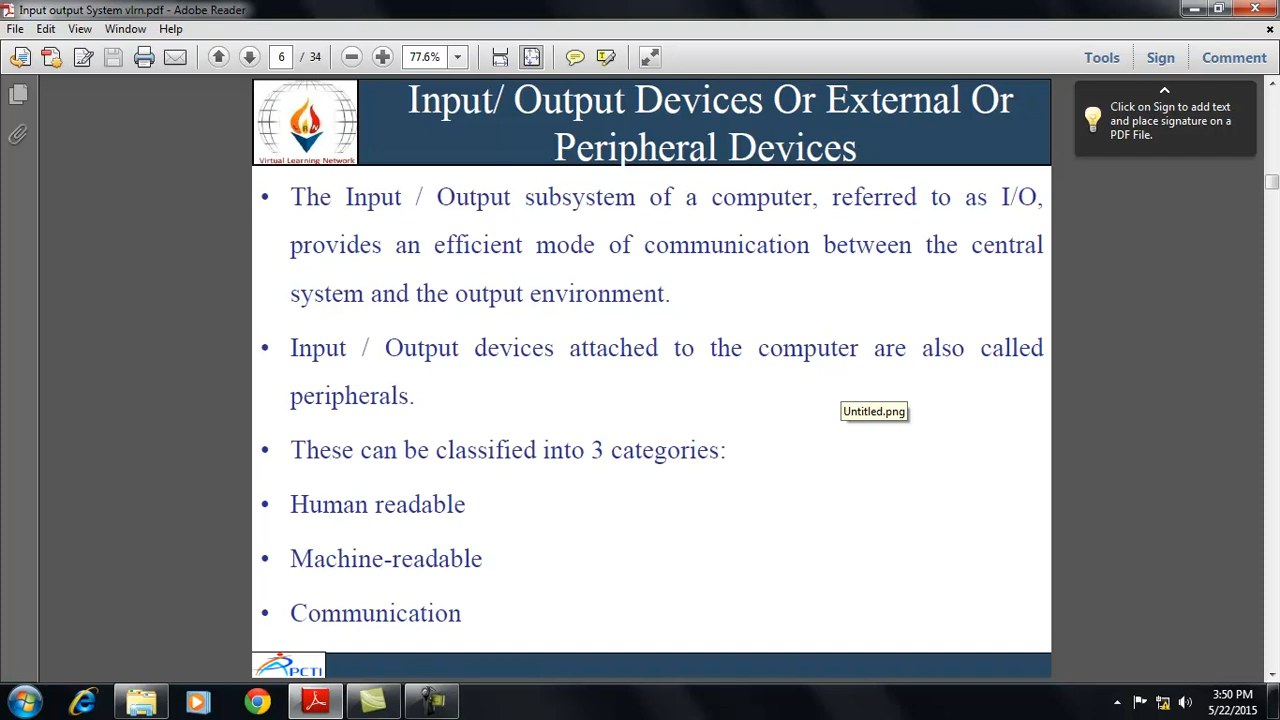 Input output System vlrn.pdf - Adobe Reader
File Edit View Window Help
6 / 34 77.6% Tools Sign Comment
Input/ Output Devices Or External Or
Peripheral Devices
Virtual Learning Network
Click on Sign to add text
and place signature on a
PDF File.
• The Input / Output subsystem of a computer, referred to as I/O,
provides an efficient mode of communication between the central
system and the output environment.
• Input / Output devices attached to the computer are also called
peripherals.
Untitled.png
• These can be classified into 3 categories:
• Human readable
• Machine-readable
• Communication
PCTI
3:50 PM
5/22/2015